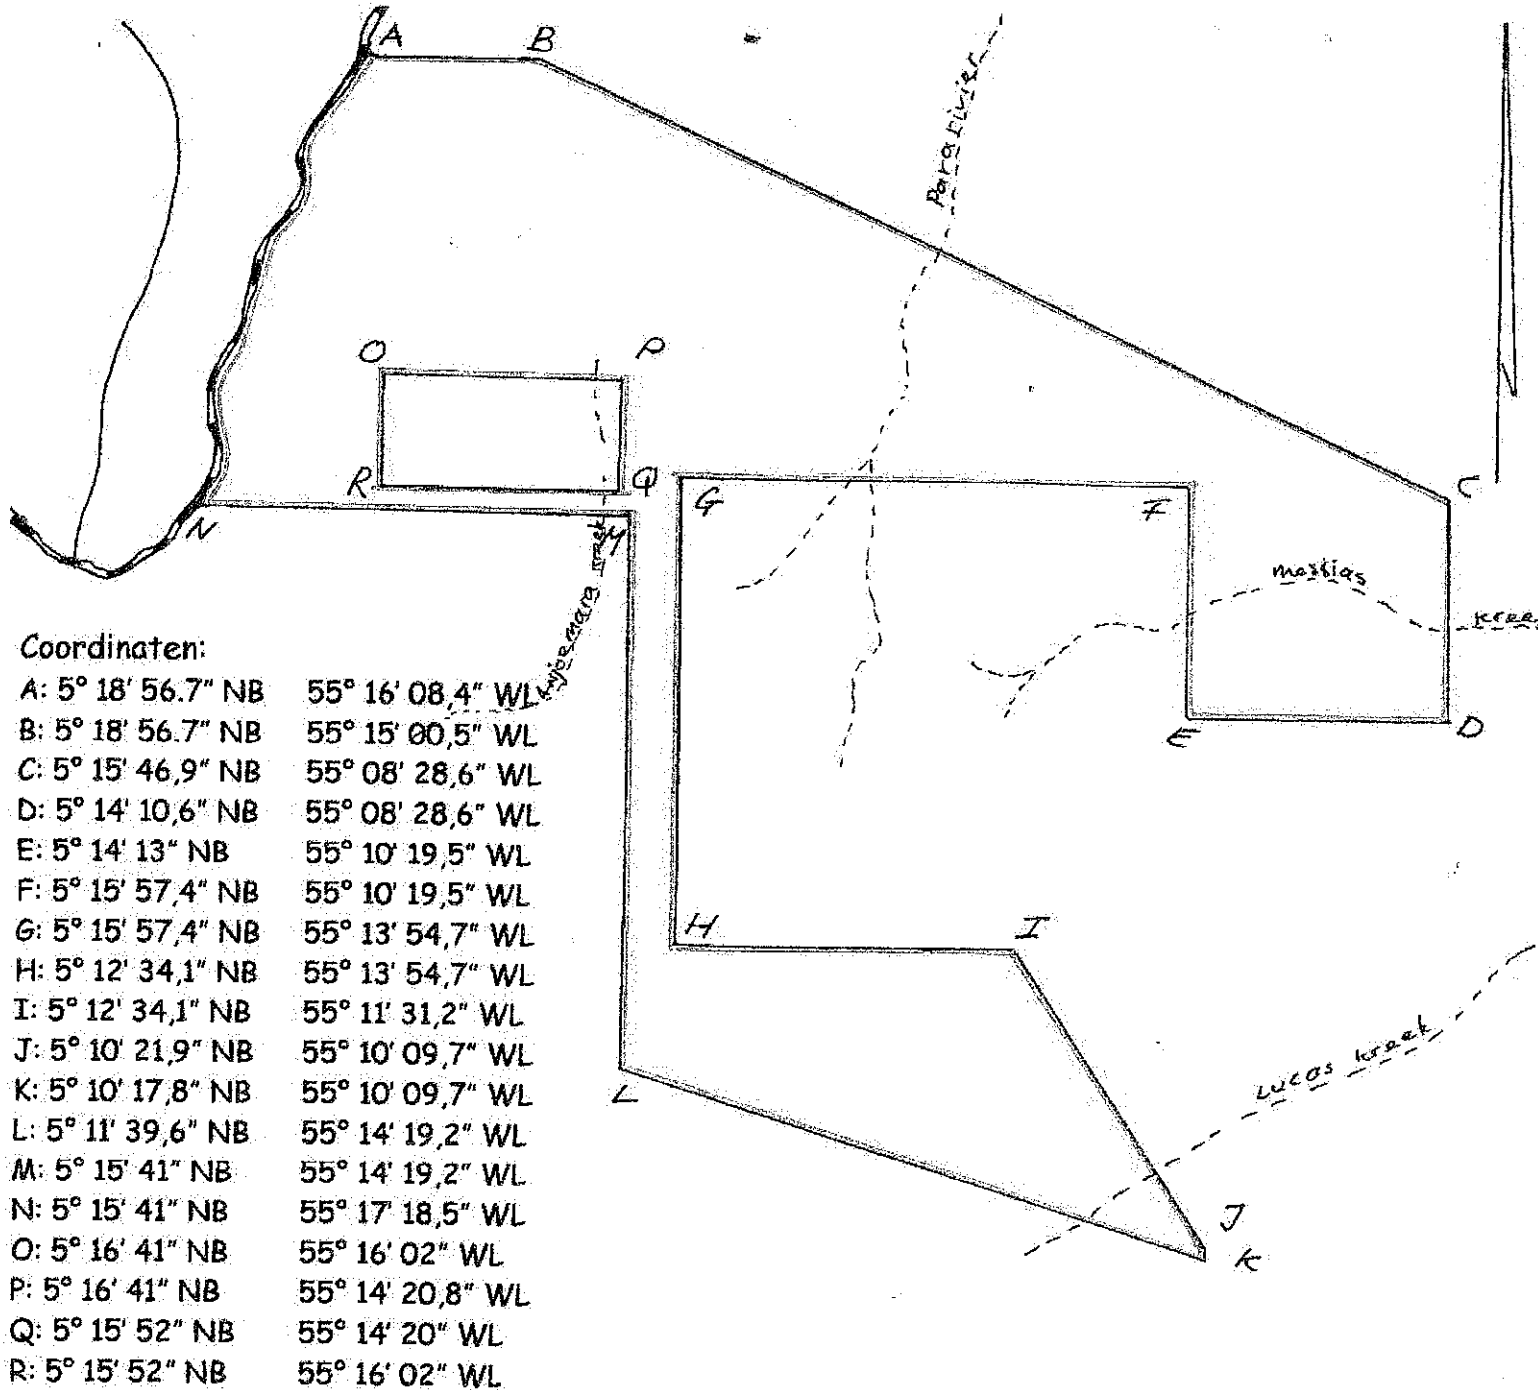 A
B
Pararivier
N
O
P
R
Q
G
F
C
N
M
messias
kreek
Coordinaten:
A: 5° 18' 56.7" NB 55° 16' 08,4" WL
B: 5° 18' 56.7" NB 55° 15' 00,5" WL
C: 5° 15' 46,9" NB 55° 08' 28,6" WL
D: 5° 14' 10,6" NB 55° 08' 28,6" WL
E: 5° 14' 13" NB 55° 10' 19,5" WL
F: 5° 15' 57,4" NB 55° 10' 19,5" WL
G: 5° 15' 57,4" NB 55° 13' 54,7" WL
H: 5° 12' 34,1" NB 55° 13' 54,7" WL
I: 5° 12' 34,1" NB 55° 11' 31,2" WL
J: 5° 10' 21,9" NB 55° 10' 09,7" WL
K: 5° 10' 17,8" NB 55° 10' 09,7" WL
L: 5° 11' 39,6" NB 55° 14' 19,2" WL
M: 5° 15' 41" NB 55° 14' 19,2" WL
N: 5° 15' 41" NB 55° 17' 18,5" WL
O: 5° 16' 41" NB 55° 16' 02" WL
P: 5° 16' 41" NB 55° 14' 20,8" WL
Q: 5° 15' 52" NB 55° 14' 20" WL
R: 5° 15' 52" NB 55° 16' 02" WL
E
D
H
I
L
Lucas kreek
J
K